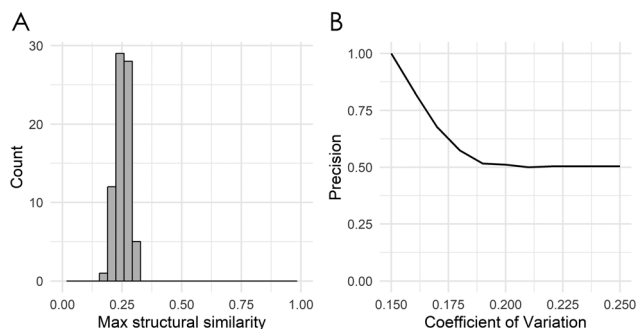 A
B
30
20
10
0
Count
0.00 0.25 0.50 0.75 1.00
Max structural similarity
1.00
0.75
0.50
0.25
0.00
Precision
0.150 0.175 0.200 0.225 0.250
Coefficient of Variation